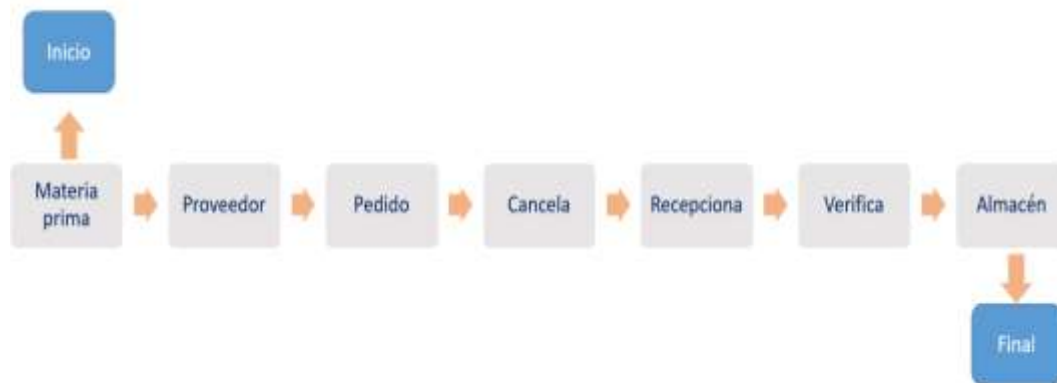 Inicio
Materia
prima
Proveedor
Pedido
Cancela
Recepciona
Verifica
Almacén
Final